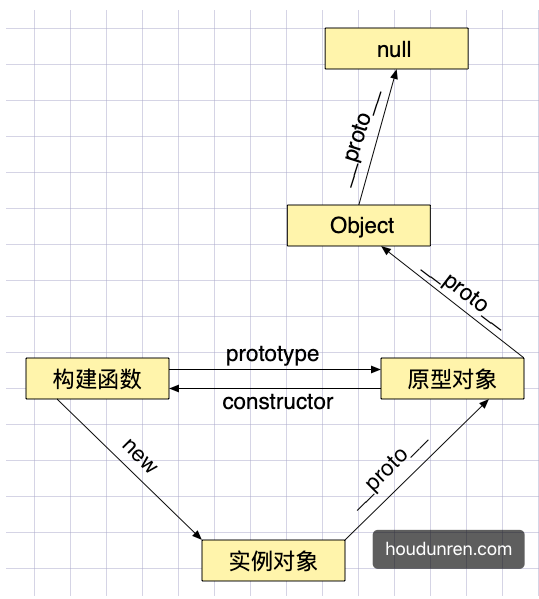 null
__proto__
Object
__proto__
prototype
构建函数
原型对象
constructor
new
__proto__
实例对象
houdunren.com